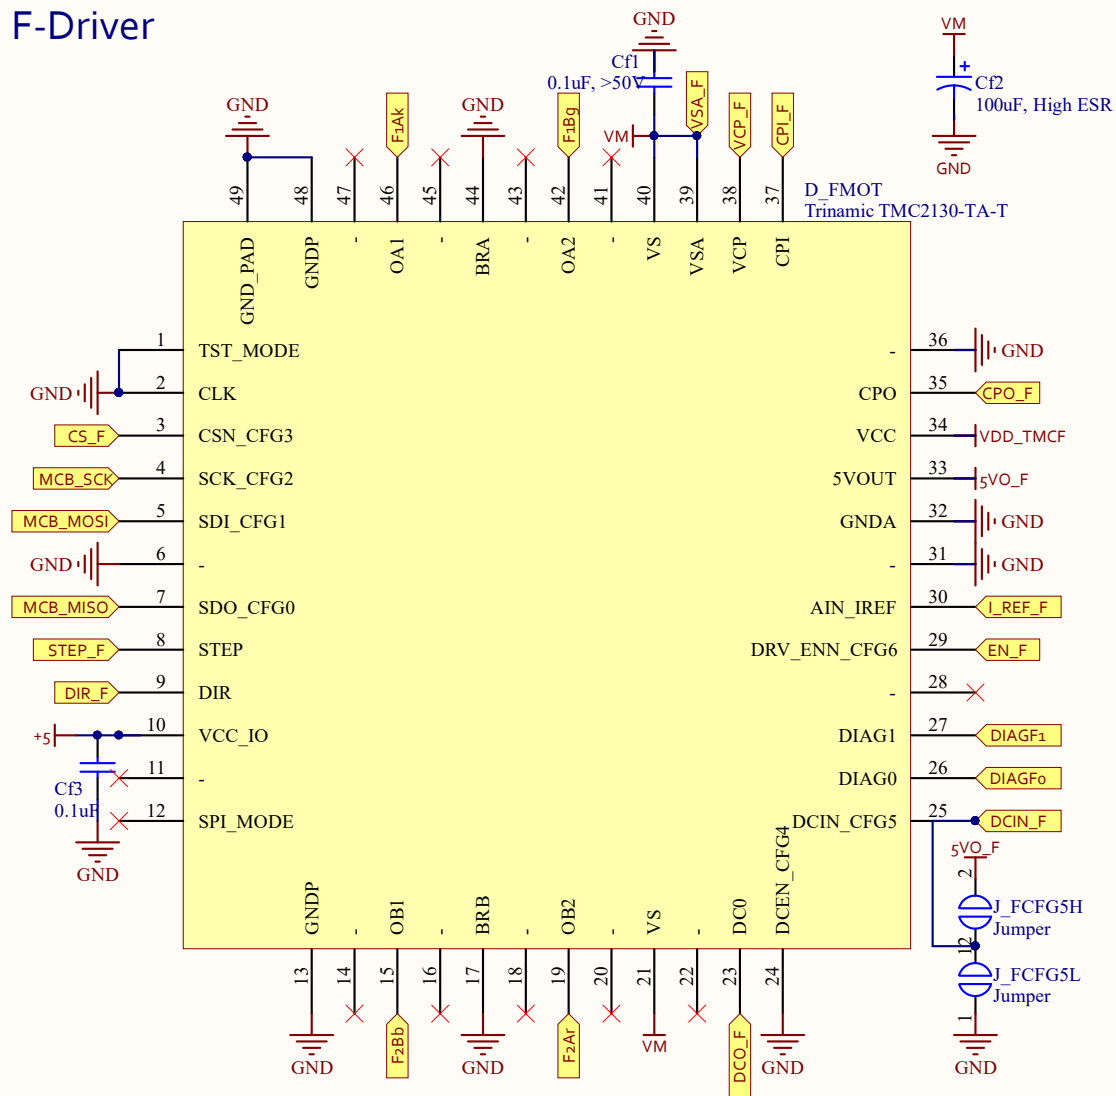 F-Driver
GND
VM
Cf1
0.1uF, >50V
Cf2
100uF, High ESR
GND
GND
GND
F1Ak
F1Bg
VM
VSA_F
VCP_F
CPI_F
49
48
47
46
45
44
43
42
41
40
39
38
37
D_FMOT
Trinamic TMC2130-TA-T
GND_PAD
GNDP
-
OA1
-
BRA
-
OA2
-
VS
VSA
VCP
CPI
1 TST_MODE
GND 2 CLK
CS_F 3 CSN_CFG3
MCB_SCK 4 SCK_CFG2
MCB_MOSI 5 SDI_CFG1
GND 6 -
MCB_MISO 7 SDO_CFG0
STEP_F 8 STEP
DIR_F 9 DIR
+5 10 VCC_IO
11 -
Cf3
0.1uF
12 SPI_MODE
GND
- 36 GND
CPO 35 CPO_F
VCC 34 VDD_TMCF
5VOUT 33 5VO_F
GNDA 32 GND
- 31 GND
AIN_IREF 30 I_REF_F
DRV_ENN_CFG6 29 EN_F
- 28
DIAG1 27 DIAGF1
DIAG0 26 DIAGF0
DCIN_CFG5 25 DCIN_F
5VO_F
2
J_FCFG5H
Jumper
1
2
J_FCFG5L
Jumper
1
GND
GNDP
-
OB1
-
BRB
-
OB2
-
VS
-
DC0
DCEN_CFG4
13
14
15
16
17
18
19
20
21
22
23
24
GND
F2Bb
GND
F2Ar
VM
DCO_F
GND